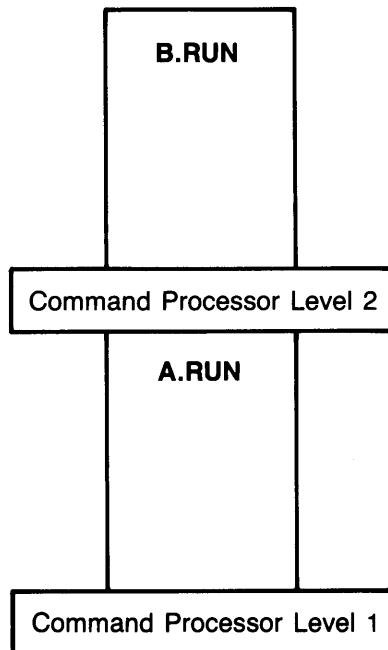 B.RUN
Command Processor Level 2
A.RUN
Command Processor Level 1